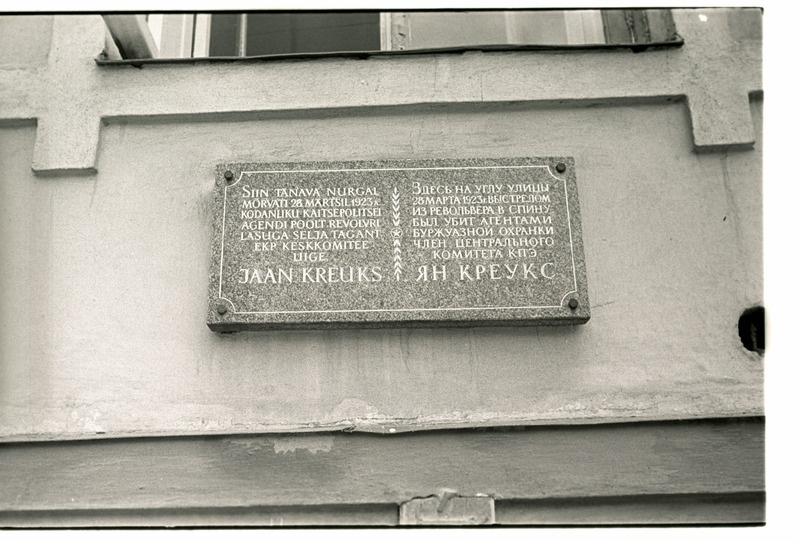 SIIN TÄNAVA NURGAL
MÕRVATI 28. MÄRTSIL 1923 A.
KODANLIKU KAITSEPOLITSEI
AGENDI POOLT REVOLVRI
LASUGA SELJA TAGANT
EKP KESKKOMITEE
LIIGE
JAAN KREUKS
ЗДЕСЬ НА УГЛУ УЛИЦЫ
28 МАРТА 1923 Г. ВЫСТРЕЛОМ
ИЗ РЕВОЛЬВЕРА В СПИНУ
БЫЛ УБИТ АГЕНТАМИ
БУРЖУАЗНОЙ ОХРАНКИ
ЧЛЕН ЦЕНТРАЛЬНОГО
КОМИТЕТА КПЭ
ЯН КРЕУКС